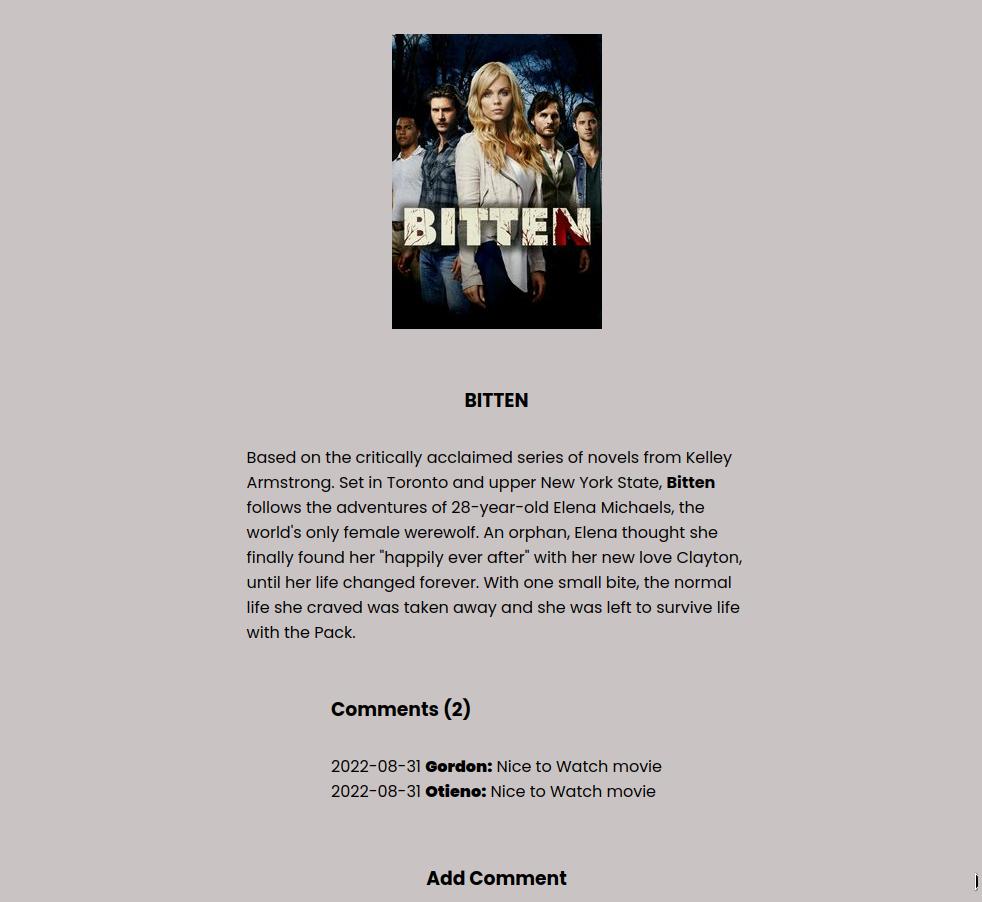 BITTEN
BITTEN
Based on the critically acclaimed series of novels from Kelley
Armstrong. Set in Toronto and upper New York State, Bitten
follows the adventures of 28-year-old Elena Michaels, the
world's only female werewolf. An orphan, Elena thought she
finally found her "happily ever after" with her new love Clayton,
until her life changed forever. With one small bite, the normal
life she craved was taken away and she was left to survive life
with the Pack.
Comments (2)
2022-08-31 Gordon: Nice to Watch movie
2022-08-31 Otieno: Nice to Watch movie
Add Comment